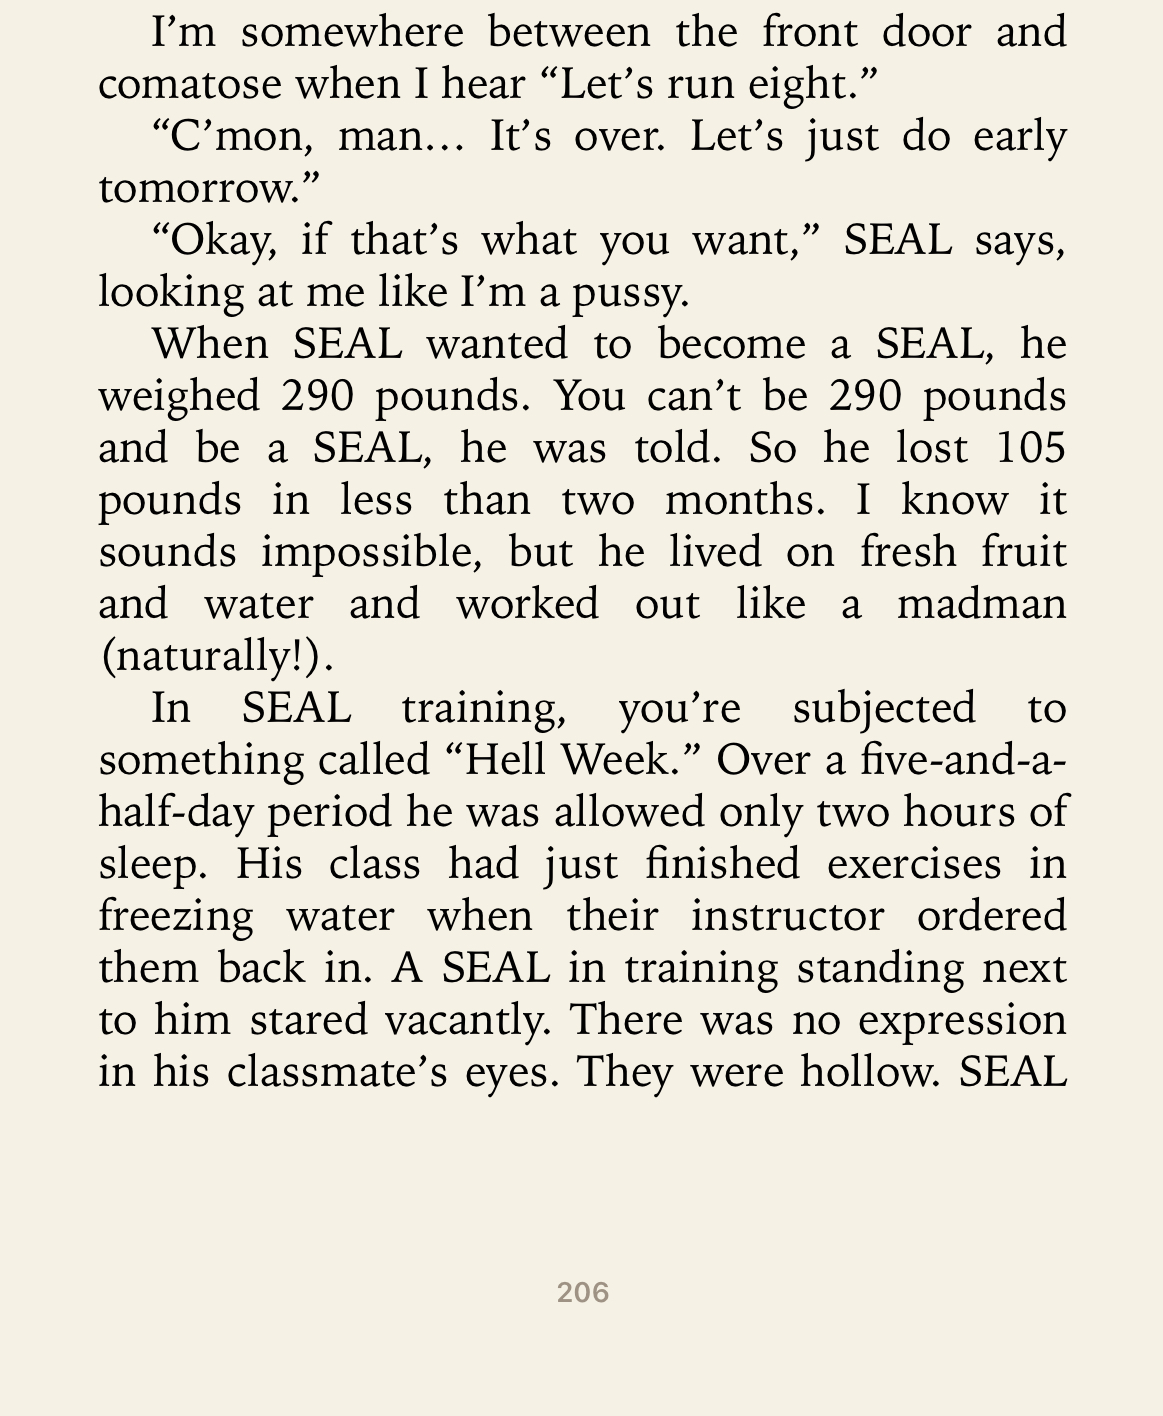 I’m somewhere between the front door and
comatose when I hear “Let’s run eight.”
“C’mon, man… It’s over. Let’s just do early
tomorrow.”
“Okay, if that’s what you want,” SEAL says,
looking at me like I’m a pussy.
When SEAL wanted to become a SEAL, he
weighed 290 pounds. You can’t be 290 pounds
and be a SEAL, he was told. So he lost 105
pounds in less than two months. I know it
sounds impossible, but he lived on fresh fruit
and water and worked out like a madman
(naturally!).
In SEAL training, you’re subjected to
something called “Hell Week.” Over a five-and-a-
half-day period he was allowed only two hours of
sleep. His class had just finished exercises in
freezing water when their instructor ordered
them back in. A SEAL in training standing next
to him stared vacantly. There was no expression
in his classmate’s eyes. They were hollow. SEAL
206